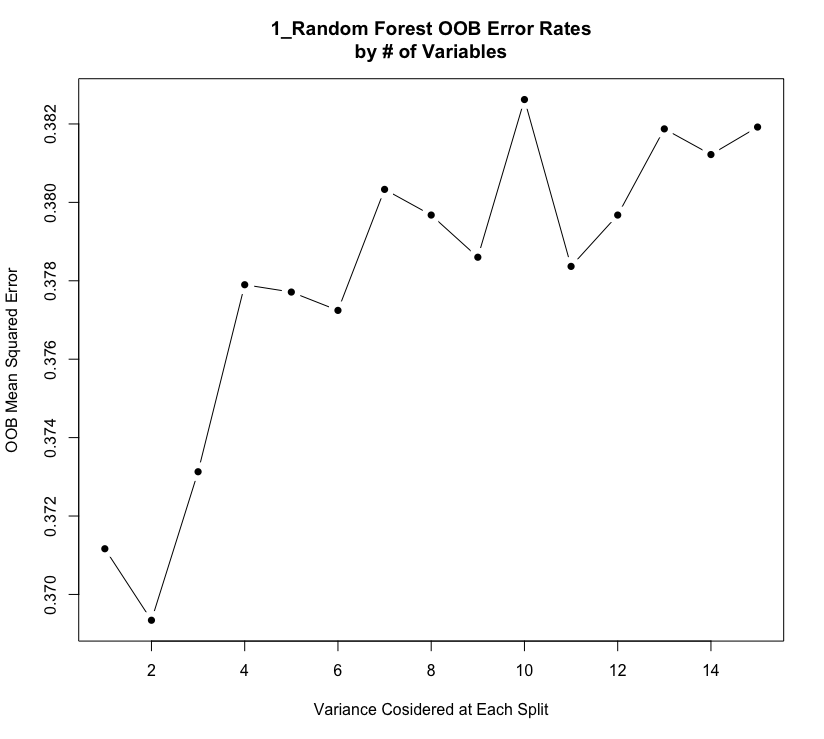 1_Random Forest OOB Error Rates
by # of Variables
OOB Mean Squared Error
0.382
0.380
0.378
0.376
0.374
0.372
0.370
2 4 6 8 10 12 14
Variance Cosidered at Each Split